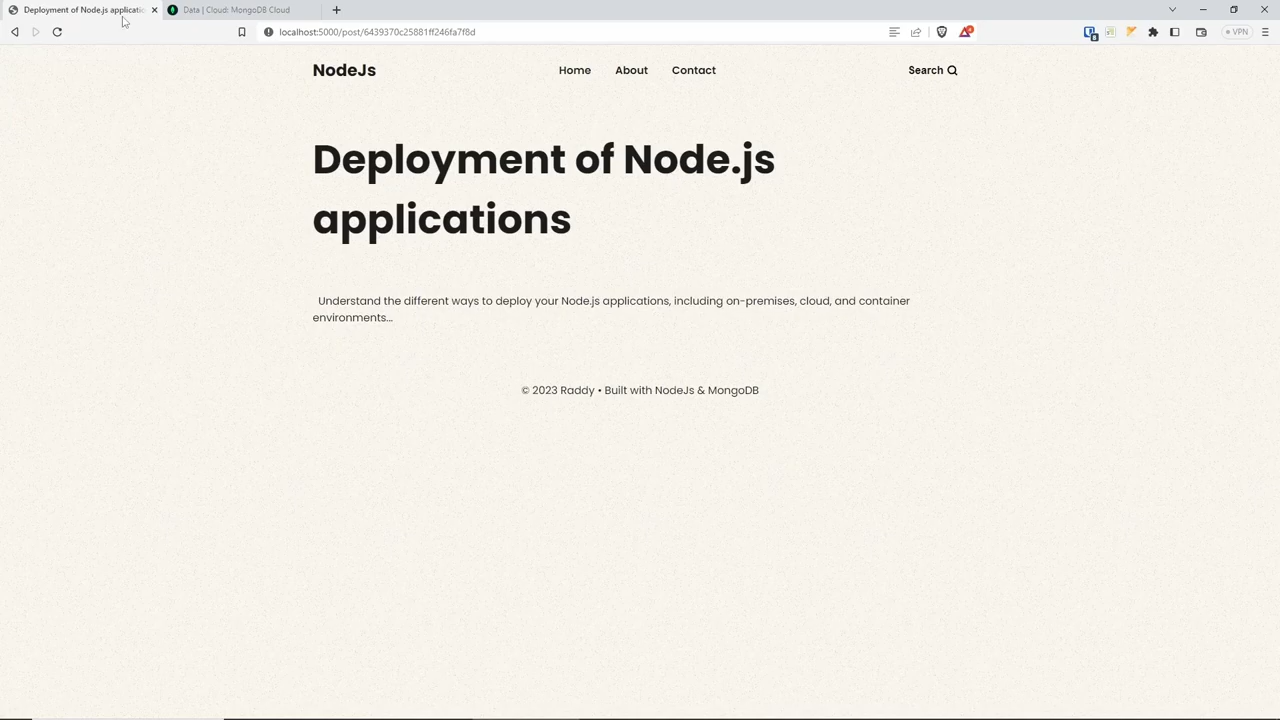 Deployment of Node.js applicatio
Data | Cloud: MongoDB Cloud
localhost:5000/post/6439370c25881ff246fa7f8d
VPN
NodeJs
Home
About
Contact
Search
Deployment of Node.js
applications
Understand the different ways to deploy your Node.js applications, including on-premises, cloud, and container
environments...
© 2023 Raddy • Built with NodeJs & MongoDB